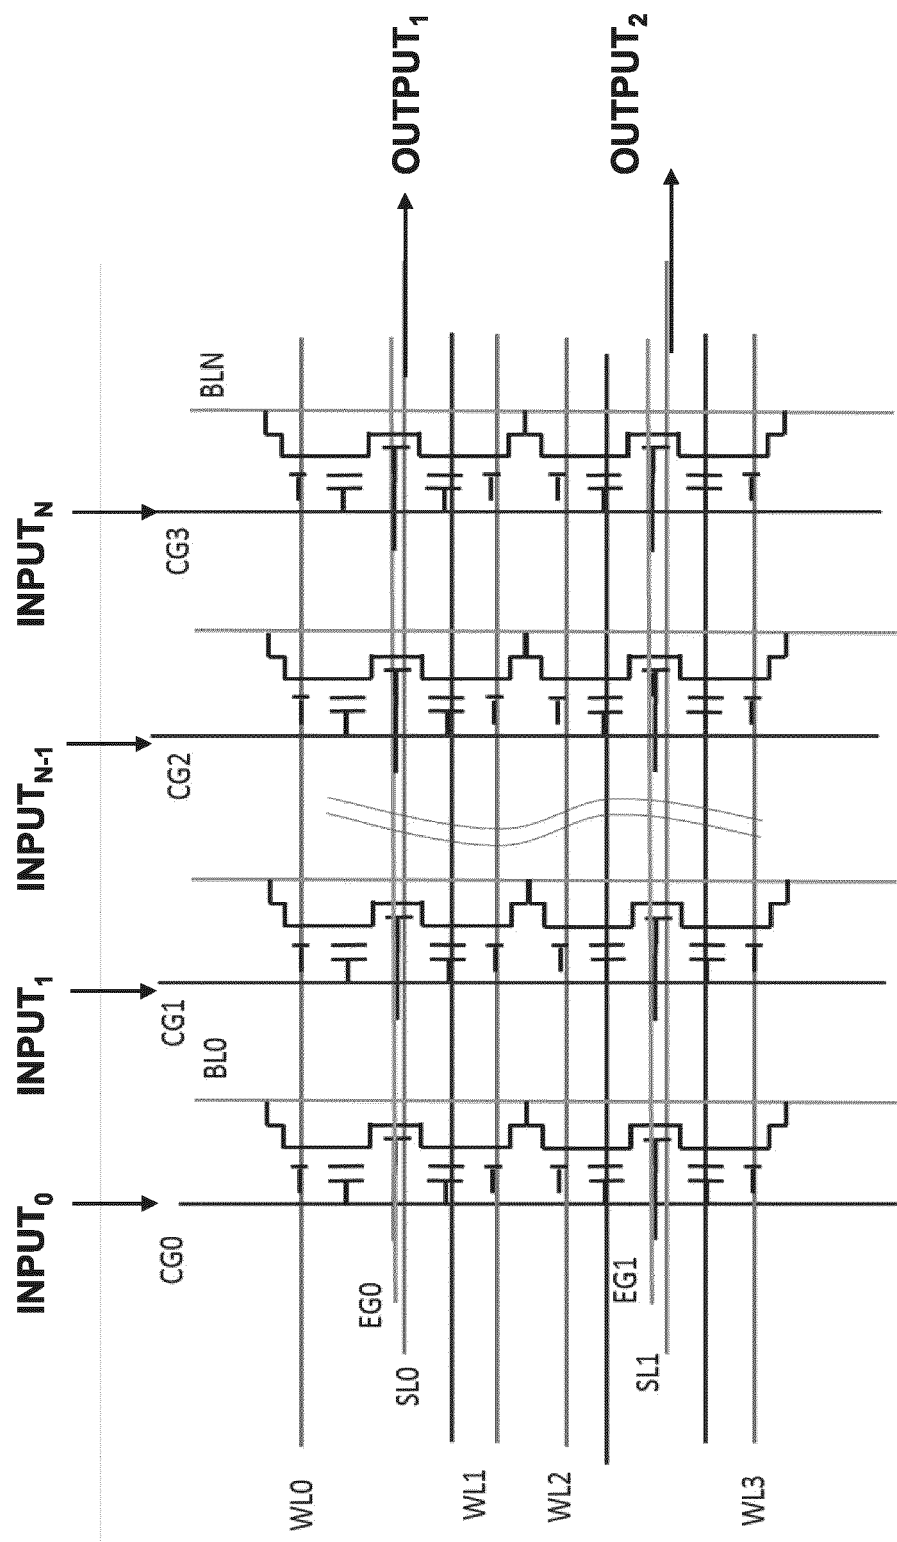 INPUT0
INPUT1
INPUTN-1
INPUTN
CG0
CG1
CG2
CG3
BL0
BLN
WL0
EG0
SL0
WL1
WL2
EG1
SL1
WL3
OUTPUT1
OUTPUT2